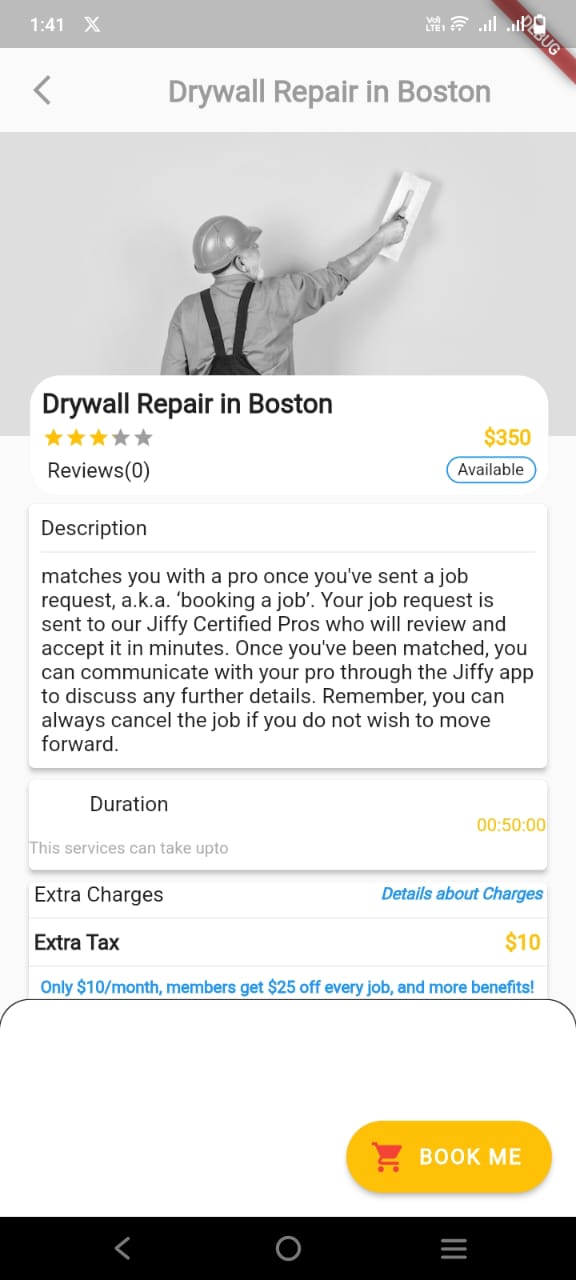 1:41
Vo)
LTE1
DEBUG
Drywall Repair in Boston
Drywall Repair in Boston
$350
Reviews(0)
Available
Description
matches you with a pro once you've sent a job
request, a.k.a. ‘booking a job’. Your job request is
sent to our Jiffy Certified Pros who will review and
accept it in minutes. Once you've been matched, you
can communicate with your pro through the Jiffy app
to discuss any further details. Remember, you can
always cancel the job if you do not wish to move
forward.
Duration
00:50:00
This services can take upto
Extra Charges
Details about Charges
Extra Tax
$10
Only $10/month, members get $25 off every job, and more benefits!
BOOK ME